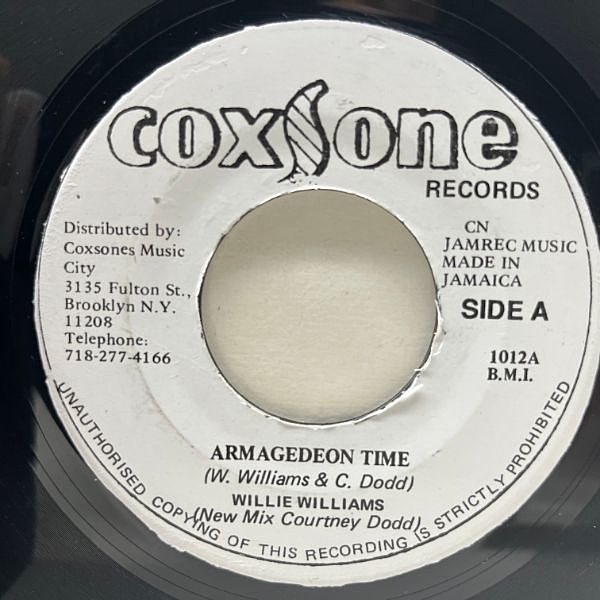 coxsone
RECORDS
Distributed by:
Coxsones Music
City
3135 Fulton St.,
Brooklyn N.Y.
11208
Telephone:
718-277-4166
CN
JAMREC MUSIC
MADE IN
JAMAICA
SIDE A
1012A
B.M.I.
ARMAGEDEON TIME
(W. Williams & C. Dodd)
WILLIE WILLIAMS
(New Mix Courtney Dodd)
UNAUTHORISED COPYING OF THIS RECORDING IS STRICTLY PROHIBITED